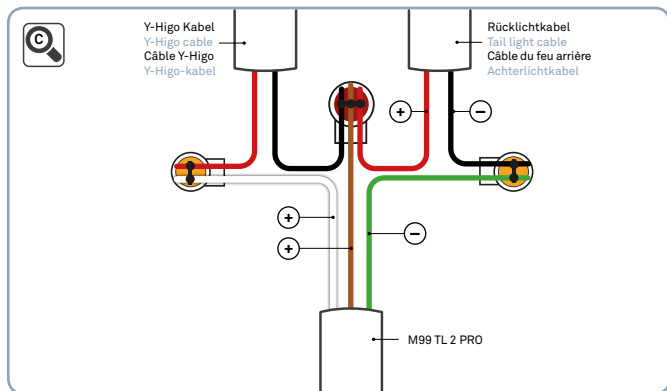 C
Y-Higo Kabel
Y-Higo cable
Câble Y-Higo
Y-Higo-kabel
Rücklichtkabel
Tail light cable
Câble du feu arrière
Achterlichtkabel
+
−
+
+
−
M99 TL 2 PRO